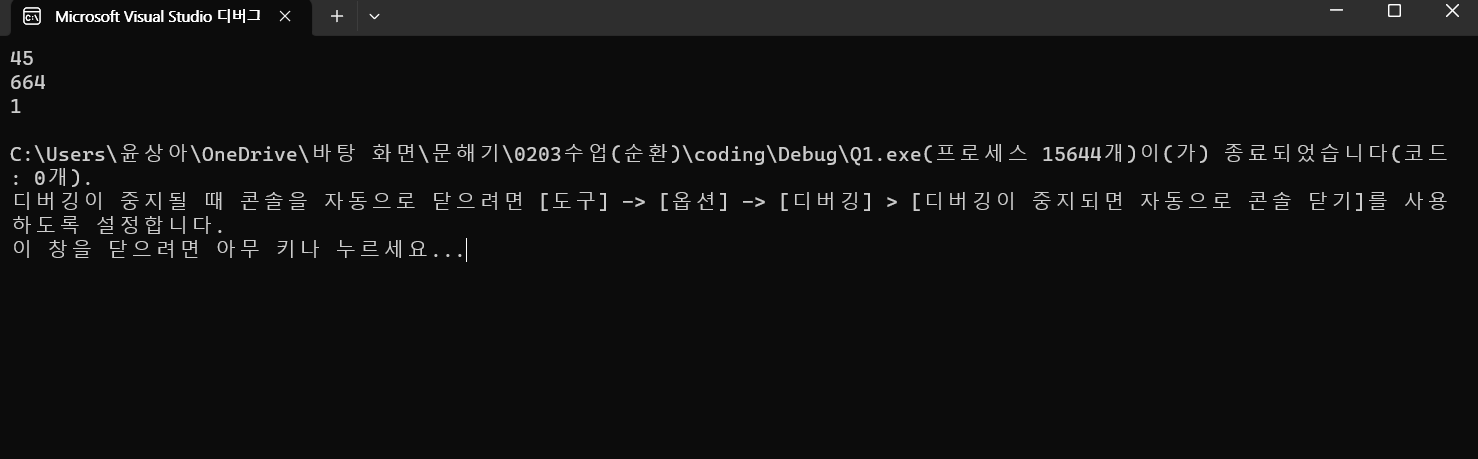 Microsoft Visual Studio 디버그
45
664
1
C:\Users\윤상아\OneDrive\바탕 화면\문해기\0203수업(순환)\coding\Debug\Q1.exe(프로세스 15644개)이(가) 종료되었습니다(코드
: 0개).
디버깅이 중지될 때 콘솔을 자동으로 닫으려면 [도구] -> [옵션] -> [디버깅] > [디버깅이 중지되면 자동으로 콘솔 닫기]를 사용
하도록 설정합니다.
이 창을 닫으려면 아무 키나 누르세요...